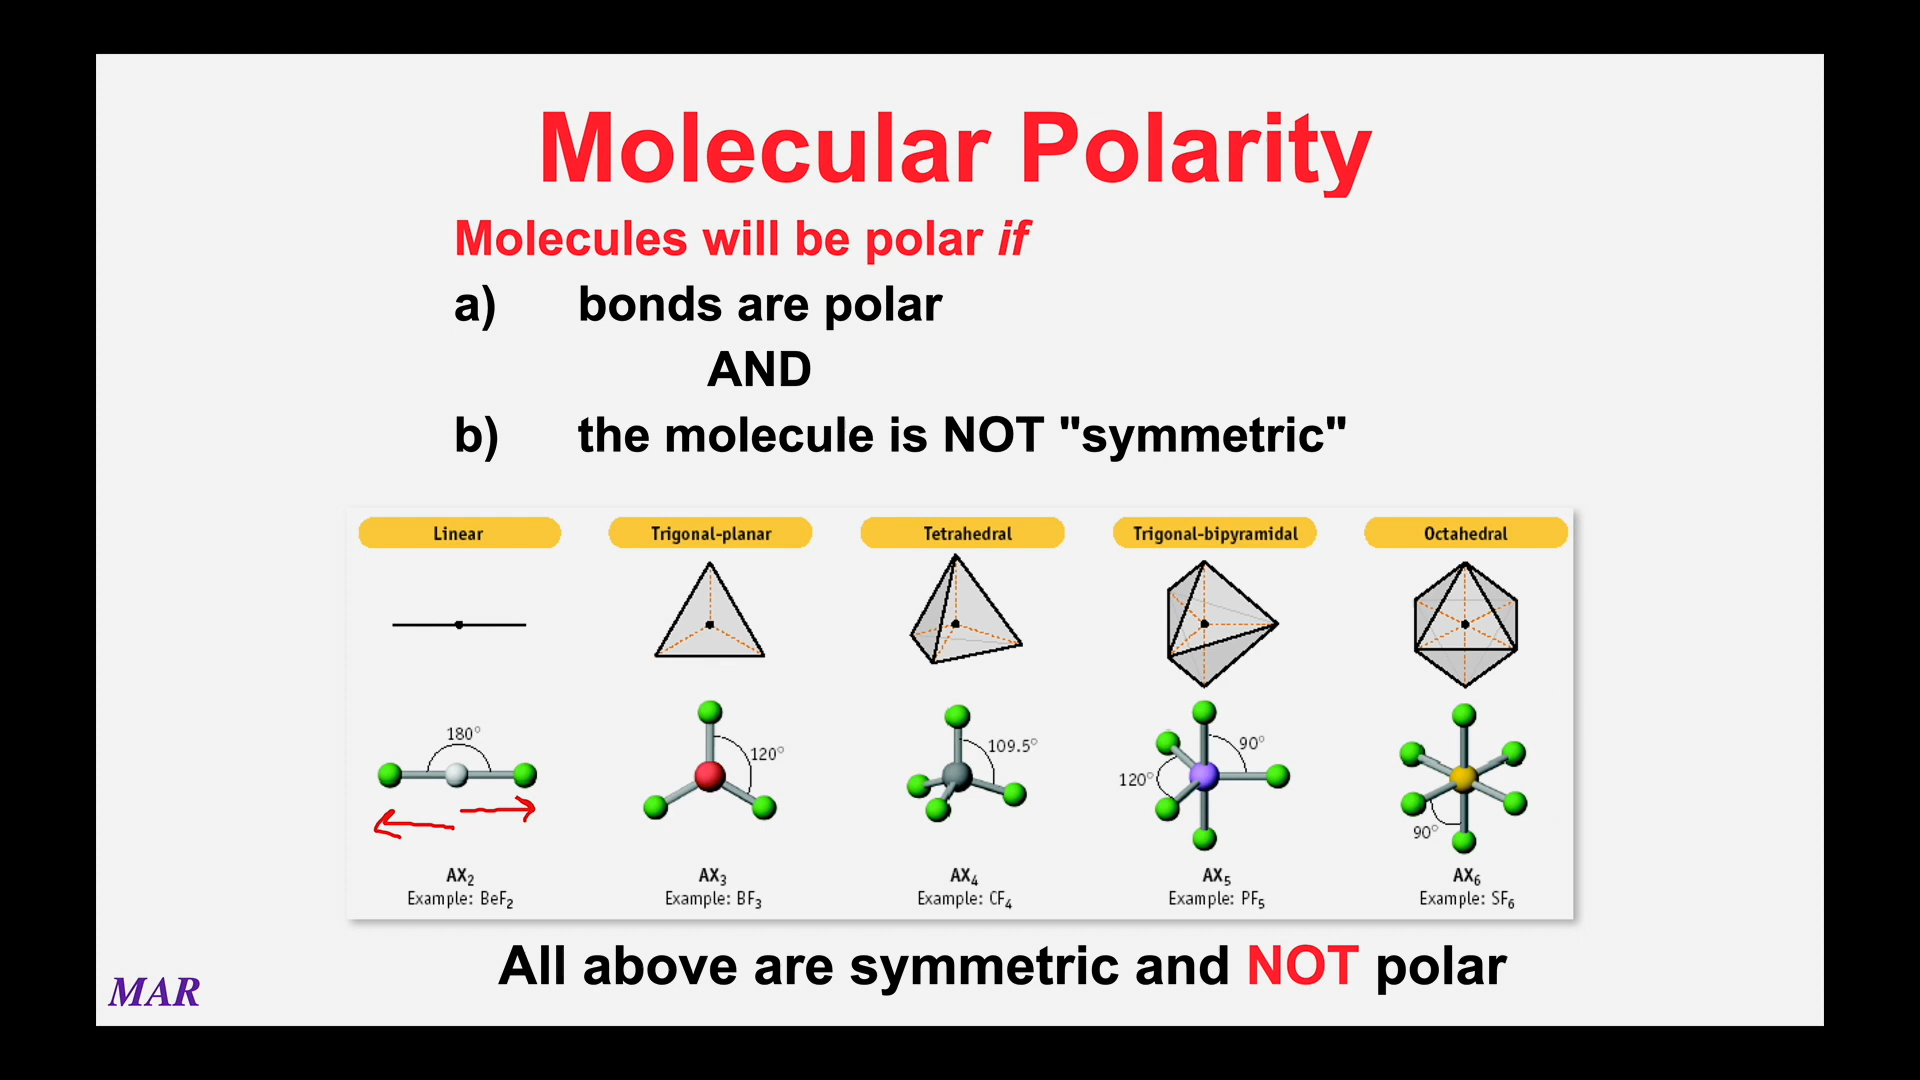 Molecular Polarity
Molecules will be polar if
a) bonds are polar
AND
b) the molecule is NOT "symmetric"
Linear Trigonal-planar Tetrahedral Trigonal-bipyramidal Octahedral
180° 120° 109.5° 120° 90° 90°
AX₂ AX₃ AX₄ AX₅ AX₆
Example: BeF₂ Example: BF₃ Example: CF₄ Example: PF₅ Example: SF₆
All above are symmetric and NOT polar
MAR